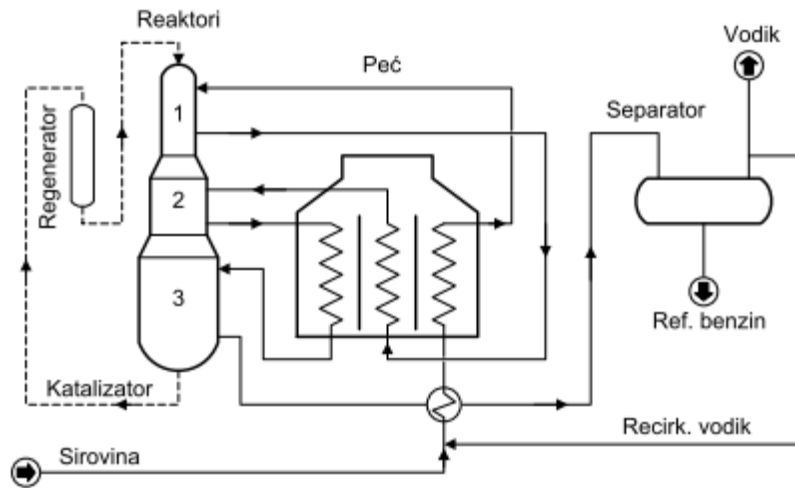 Reaktori
Vodik
Peć
Separator
1
Regenerator
2
3
Ref. benzin
Katalizator
Recirk. vodik
Sirovina